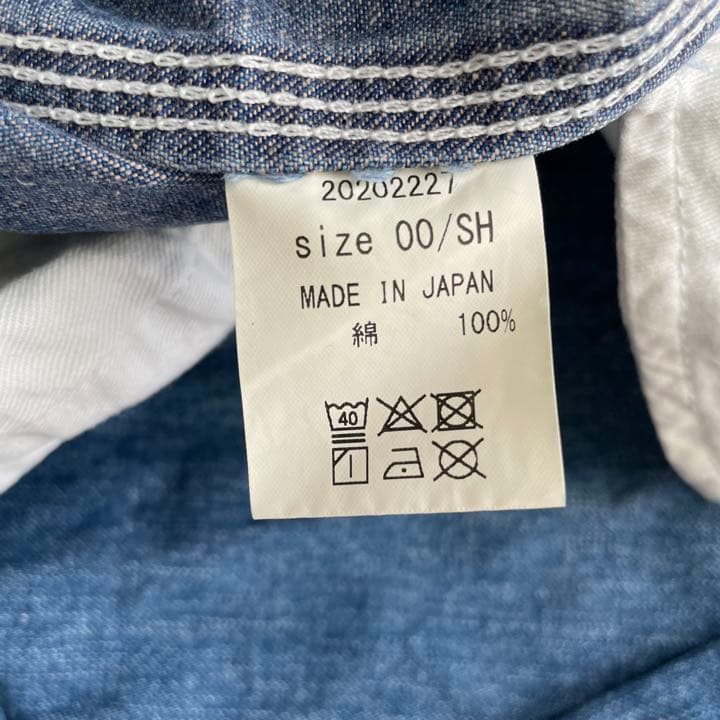 20202227
size 00/SH
MADE IN JAPAN
綿 100%
40